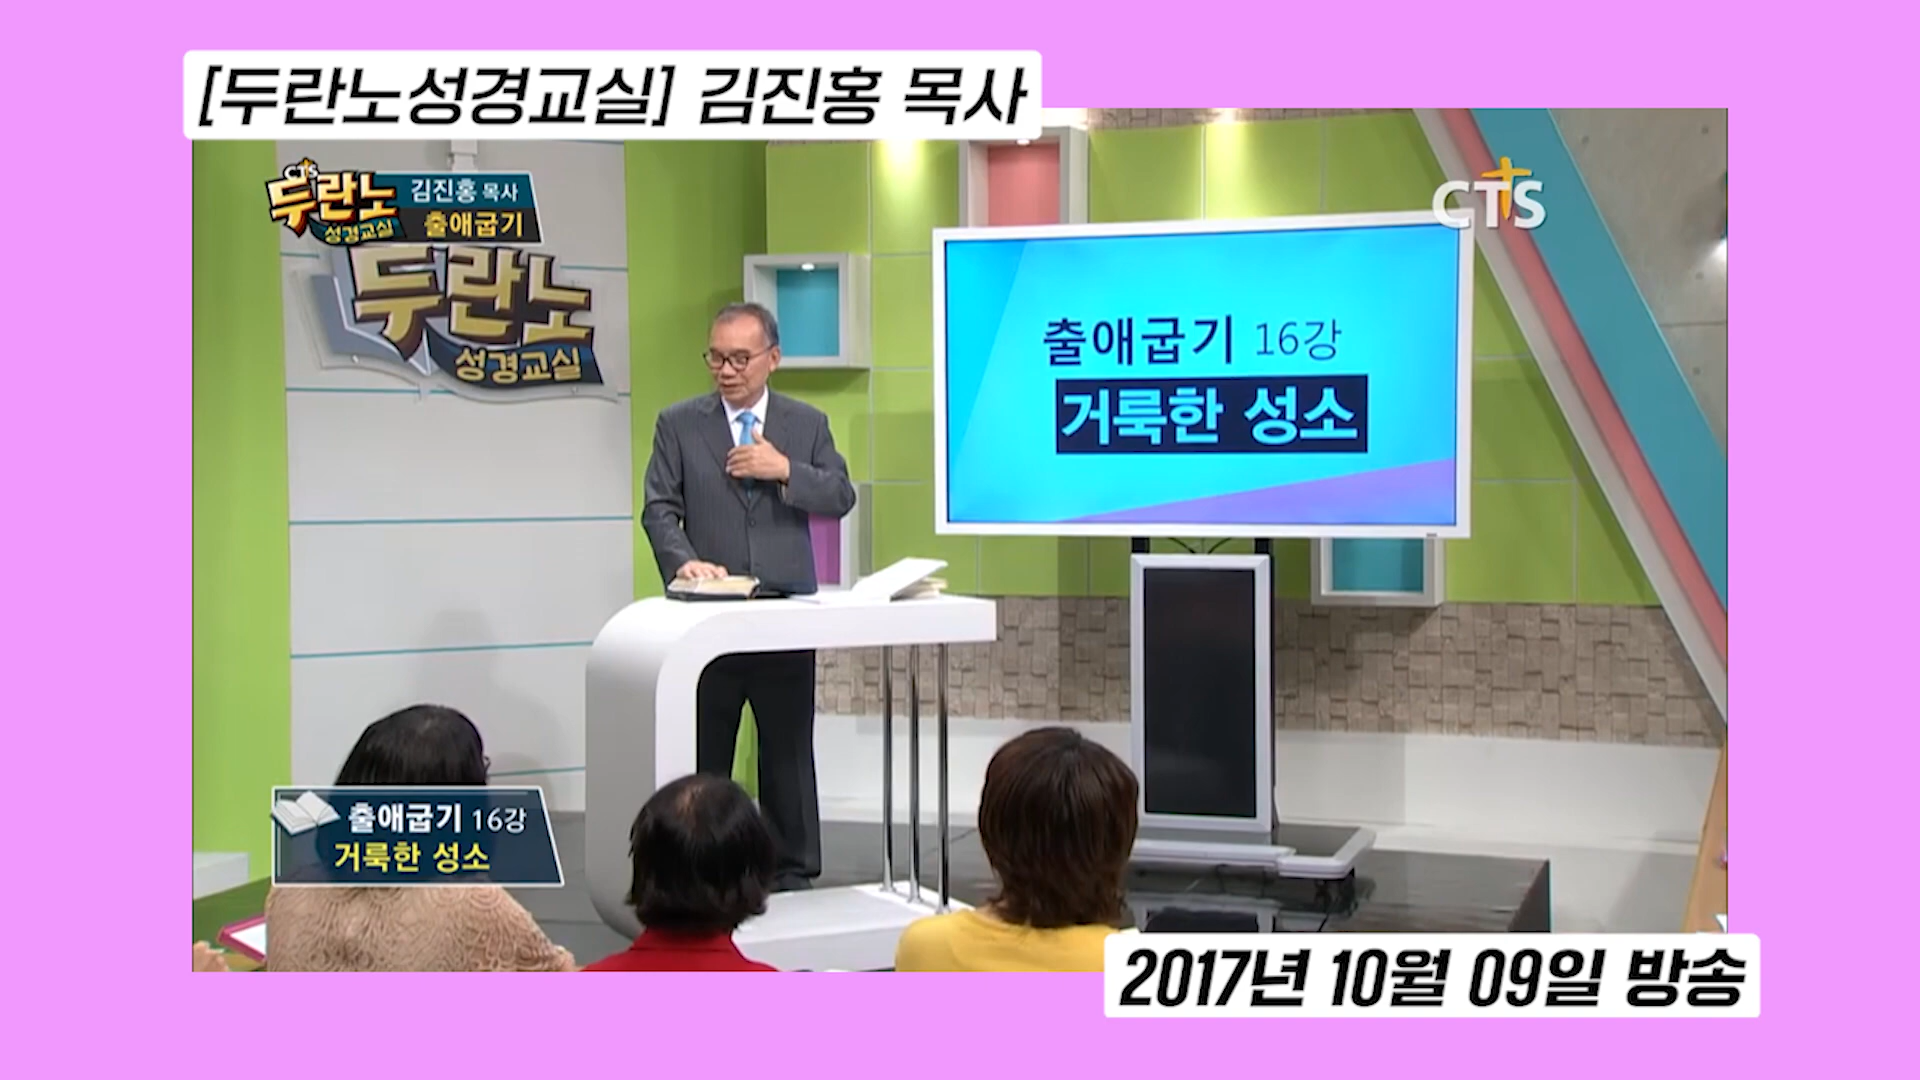 [두란노성경교실] 김진홍 목사
CTS
두란노
성경교실
김진홍 목사
출애굽기
CTS
두란노
성경교실
출애굽기 16강
거룩한 성소
출애굽기 16강
거룩한 성소
2017년 10월 09일 방송